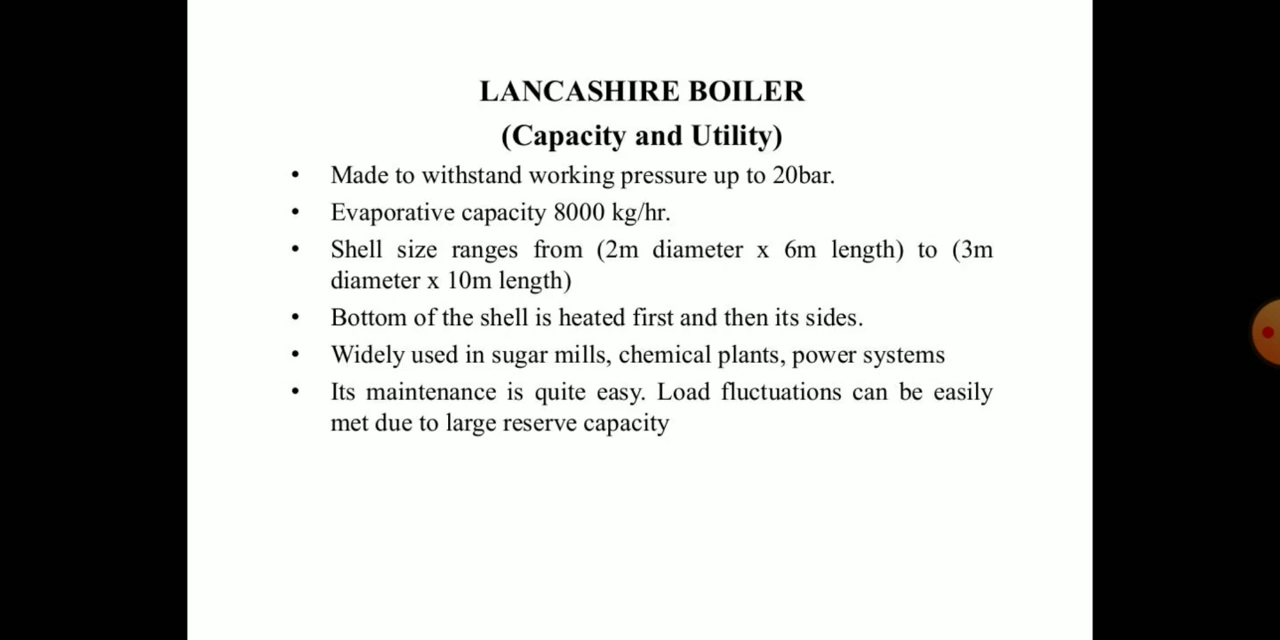 LANCASHIRE BOILER
(Capacity and Utility)
• Made to withstand working pressure up to 20bar.
• Evaporative capacity 8000 kg/hr.
• Shell size ranges from (2m diameter x 6m length) to (3m
diameter x 10m length)
• Bottom of the shell is heated first and then its sides.
• Widely used in sugar mills, chemical plants, power systems
• Its maintenance is quite easy. Load fluctuations can be easily
met due to large reserve capacity